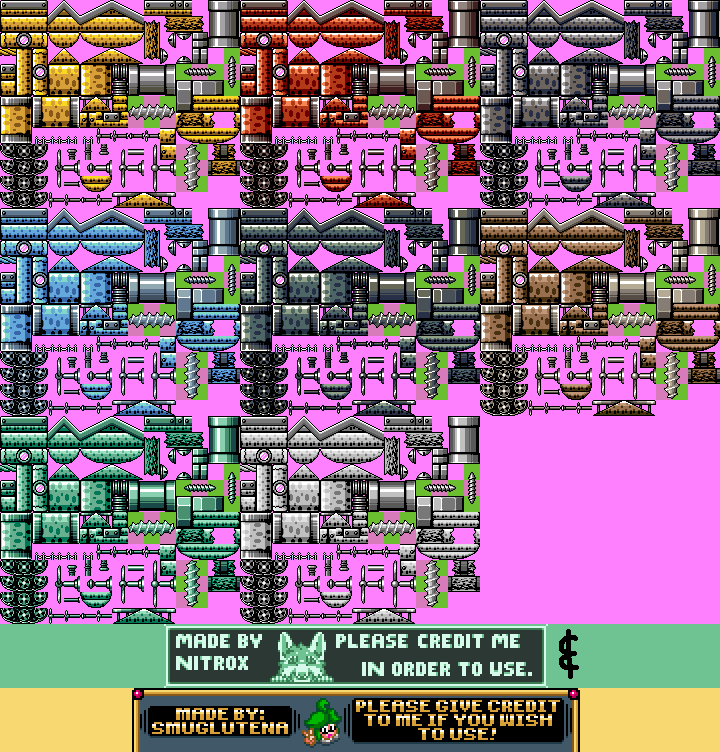 MADE BY PLEASE CREDIT ME
NITROX IN ORDER TO USE.
MADE BY:
SMUGLUTENA
PLEASE GIVE CREDIT
TO ME IF YOU WISH
TO USE!